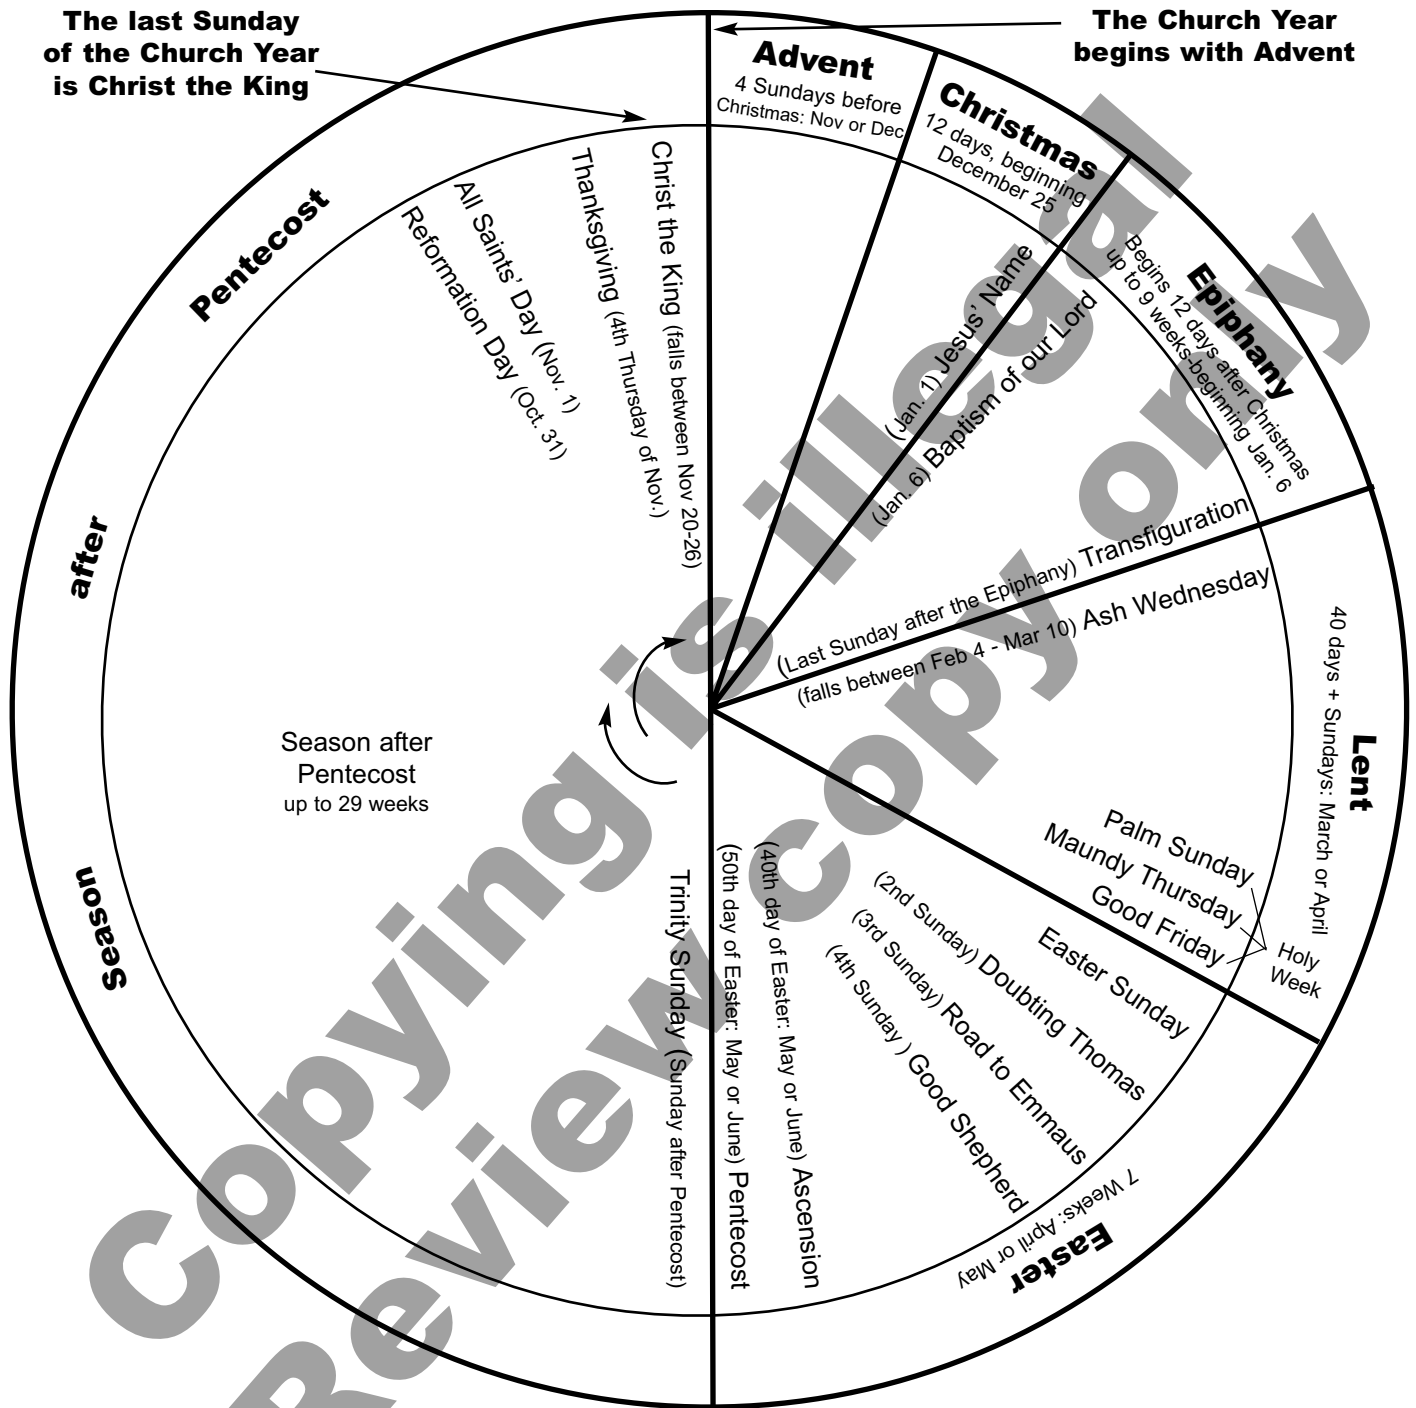 The last Sunday
of the Church Year
is Christ the King
The Church Year
begins with Advent
Advent
4 Sundays before
Christmas: Nov or Dec
Christmas
12 days, beginning
December 25
(Jan. 1) Jesus’ Name
Epiphany
Begins 12 days after Christmas
up to 9 weeks-beginning Jan. 6
(Jan. 6) Baptism of our Lord
(Last Sunday after the Epiphany) Transfiguration
(falls between Feb 4 - Mar 10) Ash Wednesday
Lent
40 days + Sundays: March or April
Palm Sunday
Maundy Thursday
Good Friday
Holy
Week
Easter Sunday
(2nd Sunday) Doubting Thomas
(3rd Sunday) Road to Emmaus
(4th Sunday ) Good Shepherd
7 Weeks: April or May
Easter
(40th day of Easter: May or June) Ascension
(50th day of Easter: May or June) Pentecost
Trinity Sunday (Sunday after Pentecost)
Season after Pentecost
Season after
Pentecost
up to 29 weeks
Reformation Day (Oct. 31)
All Saints’ Day (Nov. 1)
Thanksgiving (4th Thursday of Nov.)
Christ the King (falls between Nov 20-26)
Copying is illegal
Review copy only